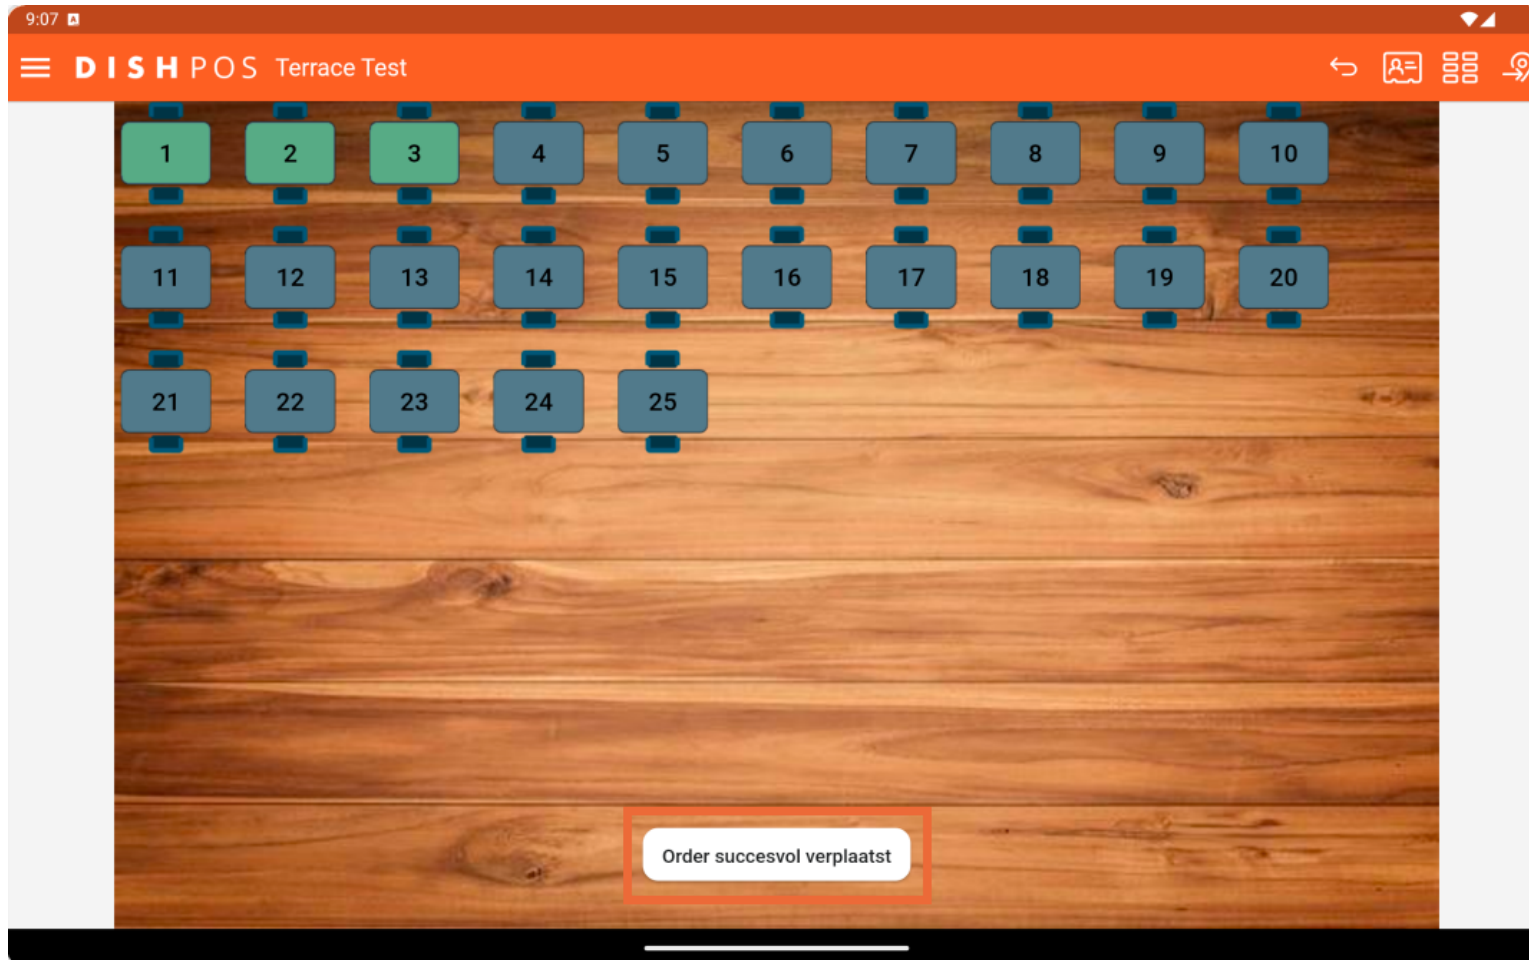 9:07 A
DISH POS Terrace Test
1 2 3 4 5 6 7 8 9 10
11 12 13 14 15 16 17 18 19 20
21 22 23 24 25
Order succesvol verplaatst